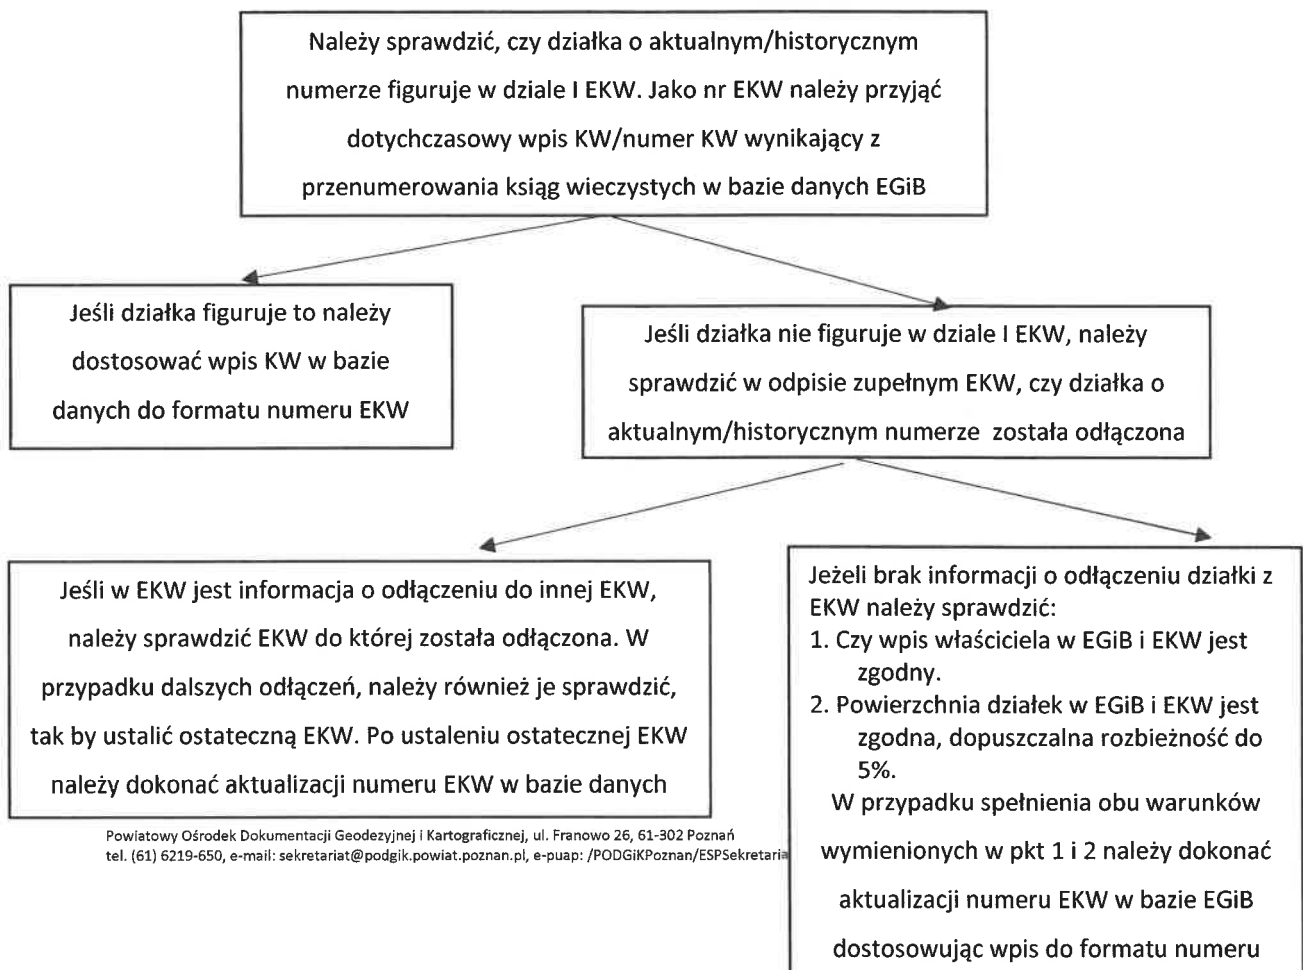 Należy sprawdzić, czy działka o aktualnym/historycznym
numerze figuruje w dziale I EKW. Jako nr EKW należy przyjąć
dotychczasowy wpis KW/numer KW wynikający z
przenumerowania ksiąg wieczystych w bazie danych EGiB
Jeśli działka figuruje to należy
dostosować wpis KW w bazie
danych do formatu numeru EKW
Jeśli działka nie figuruje w dziale I EKW, należy
sprawdzić w odpisie zupełnym EKW, czy działka o
aktualnym/historycznym numerze została odłączona
Jeśli w EKW jest informacja o odłączeniu do innej EKW,
należy sprawdzić EKW do której została odłączona. W
przypadku dalszych odłączeń, należy również je sprawdzić,
tak by ustalić ostateczną EKW. Po ustaleniu ostatecznej EKW
należy dokonać aktualizacji numeru EKW w bazie danych
Jeżeli brak informacji o odłączeniu działki z
EKW należy sprawdzić:
1. Czy wpis właściciela w EGiB i EKW jest
zgodny.
2. Powierzchnia działek w EGiB i EKW jest
zgodna, dopuszczalna rozbieżność do
5%.
W przypadku spełnienia obu warunków
wymienionych w pkt 1 i 2 należy dokonać
aktualizacji numeru EKW w bazie EGiB
dostosowując wpis do formatu numeru
Powiatowy Ośrodek Dokumentacji Geodezyjnej i Kartograficznej, ul. Franowo 26, 61-302 Poznań
tel. (61) 6219-650, e-mail: sekretariat@podgik.powiat.poznan.pl, e-puap: /PODGiKPoznan/ESPSekretaria